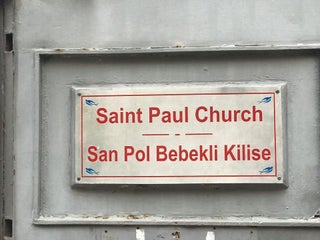 Saint Paul Church
San Pol Bebekli Kilise